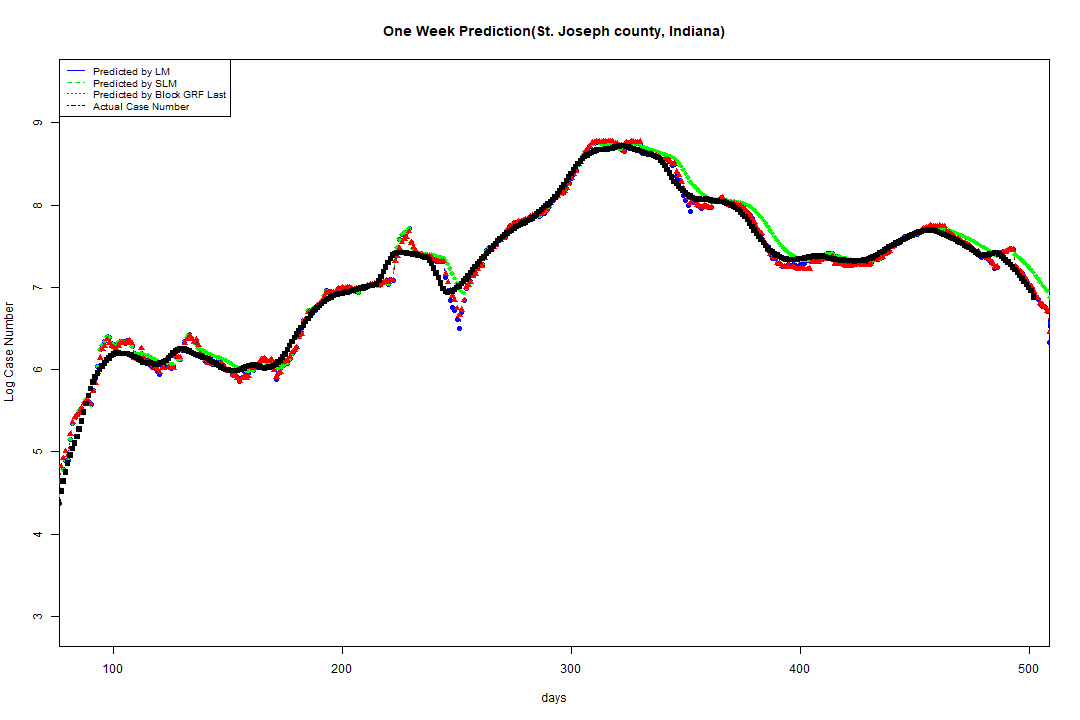 One Week Prediction(St. Joseph county, Indiana)
Predicted by LM
Predicted by SLM
Predicted by Block GRF Last
Actual Case Number
9
8
7
6
5
4
3
Log Case Number
100 200 300 400 500
days